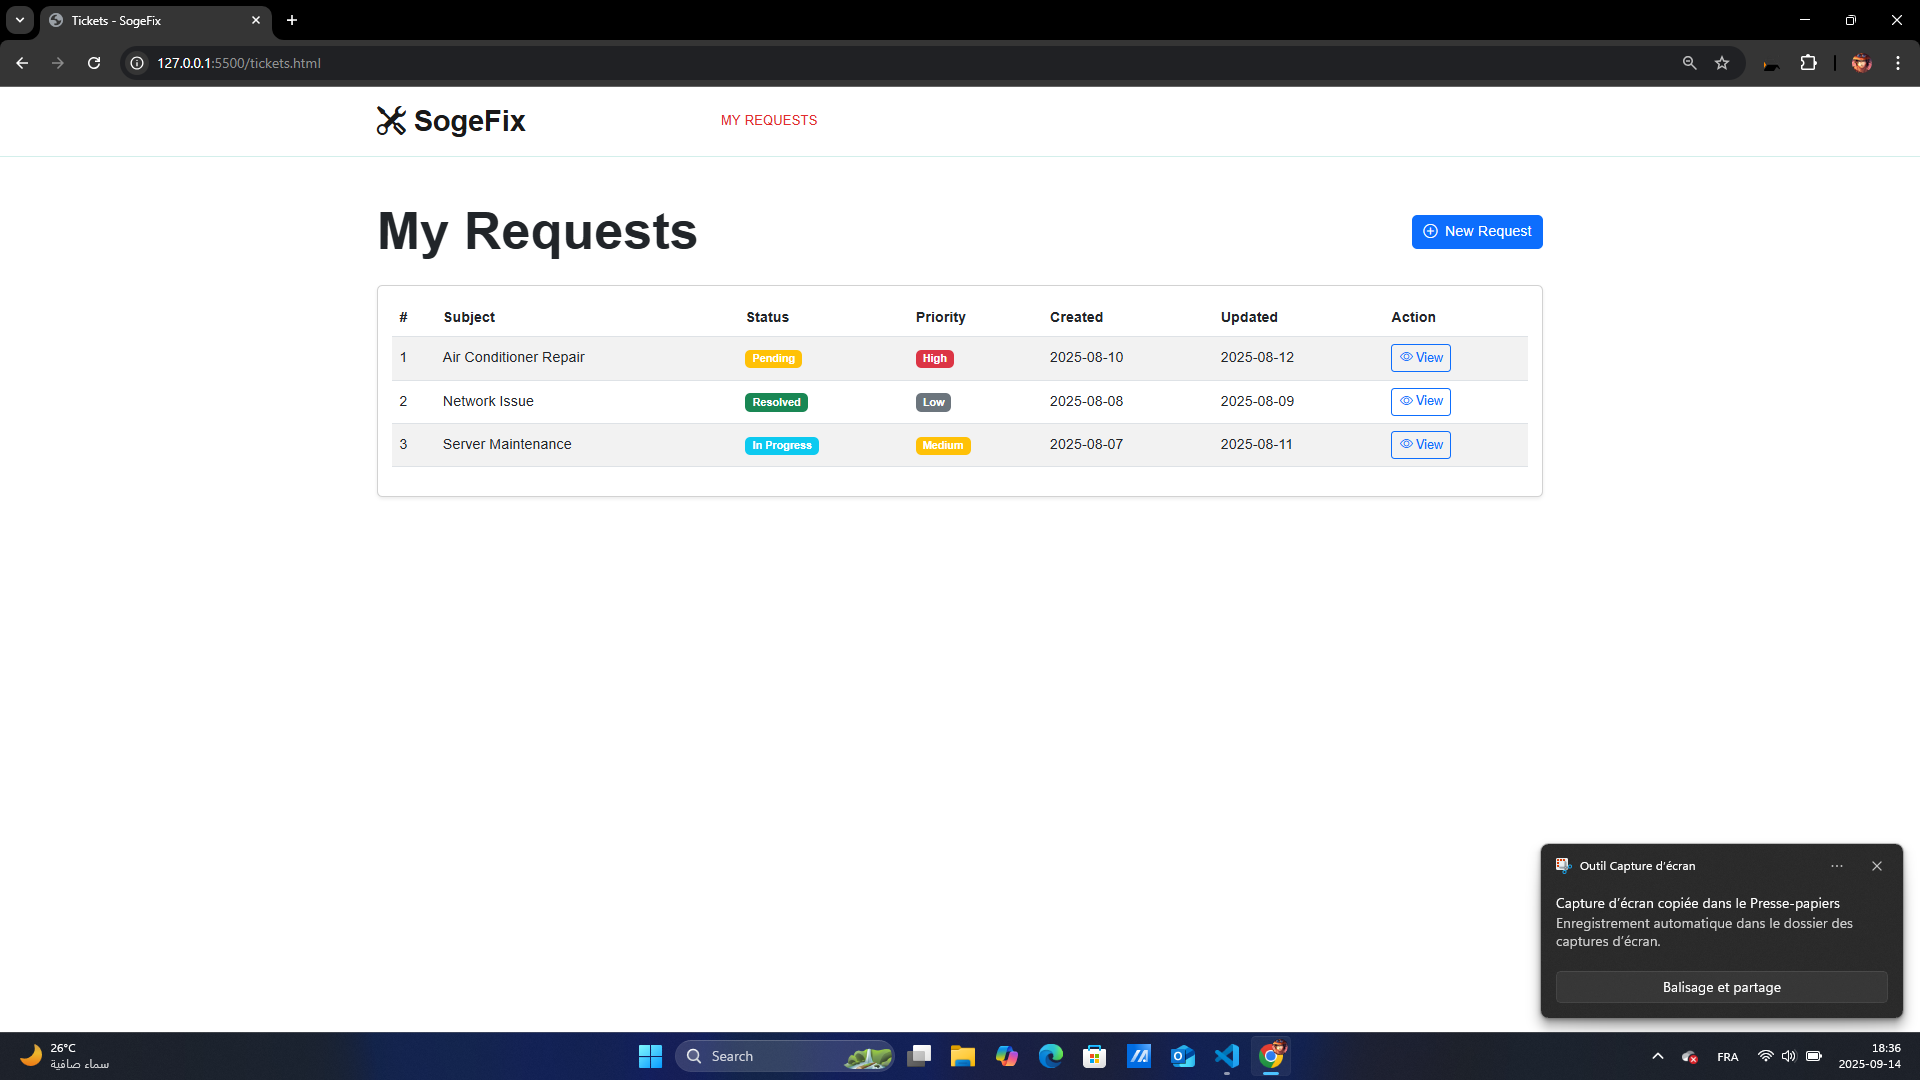 Tickets - SogeFix
127.0.0.1:5500/tickets.html
SogeFix
MY REQUESTS
My Requests
New Request
# Subject Status Priority Created Updated Action
1 Air Conditioner Repair Pending High 2025-08-10 2025-08-12 View
2 Network Issue Resolved Low 2025-08-08 2025-08-09 View
3 Server Maintenance In Progress Medium 2025-08-07 2025-08-11 View
Outil Capture d'écran
Capture d'écran copiée dans le Presse-papiers
Enregistrement automatique dans le dossier des
captures d'écran.
Balisage et partage
26°C
سماء صافية
Search
FRA
18:36
2025-09-14